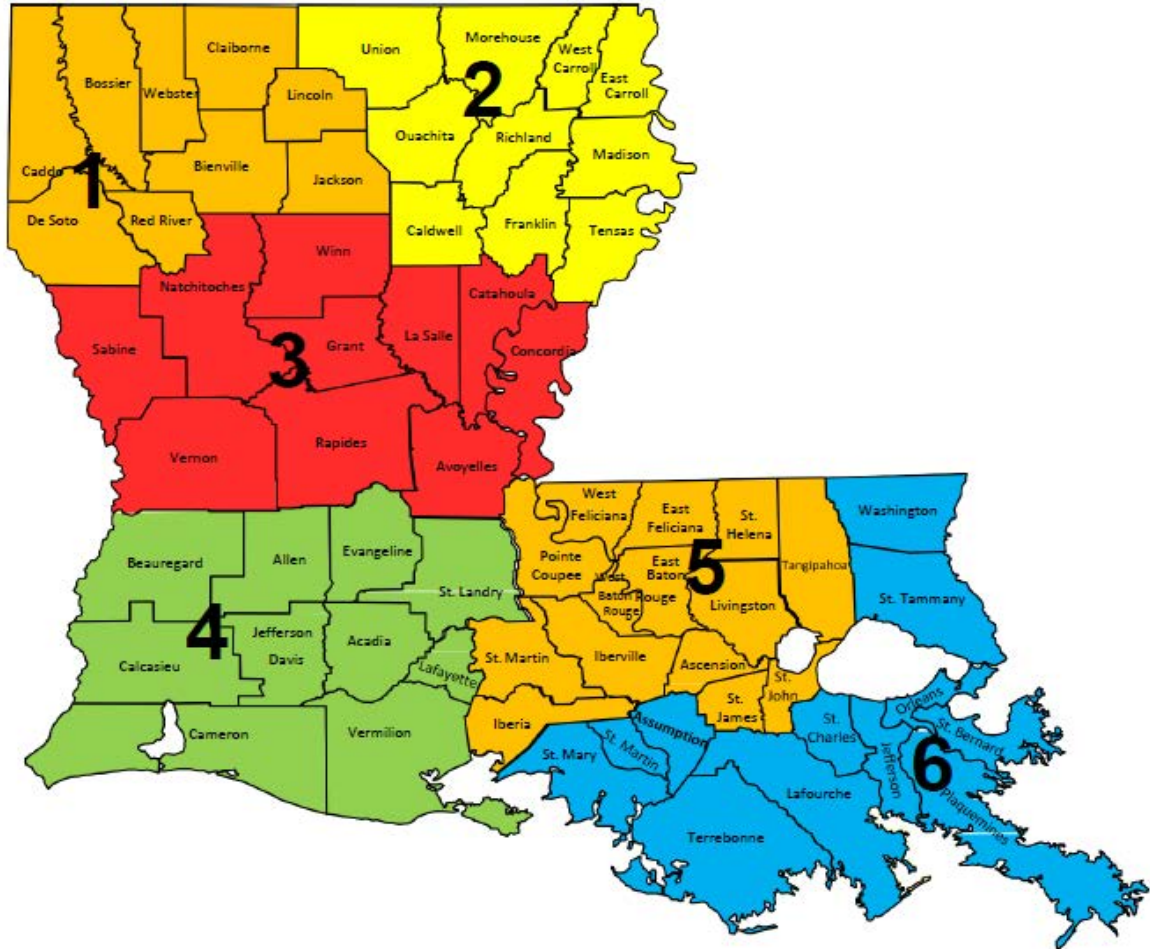 Claiborne
Union
Morehouse
West
Carroll
East
Carroll
Bossier
Webster
Lincoln
2
Ouachita
Richland
Madison
Caddo
1
Bienville
Jackson
De Soto
Red River
Caldwell
Franklin
Tensas
Winn
Natchitoches
Catahoula
Sabine
3
Grant
La Salle
Concordia
Vernon
Rapides
Avoyelles
West
Feliciana
East
Feliciana
St.
Helena
Washington
Beauregard
Allen
Evangeline
Pointe
Coupee
5
Tangipahoa
St. Landry
West
Baton
Rouge
East
Baton
Rouge
Livingston
St. Tammany
4
Jefferson
Davis
Acadia
Calcasieu
Lafayette
St. Martin
Iberville
Ascension
St.
John
St.
James
Orleans
Cameron
Vermilion
Iberia
St. Mary
St. Martin
Assumption
St.
Charles
Jefferson
St. Bernard
6
Plaquemines
Lafourche
Terrebonne